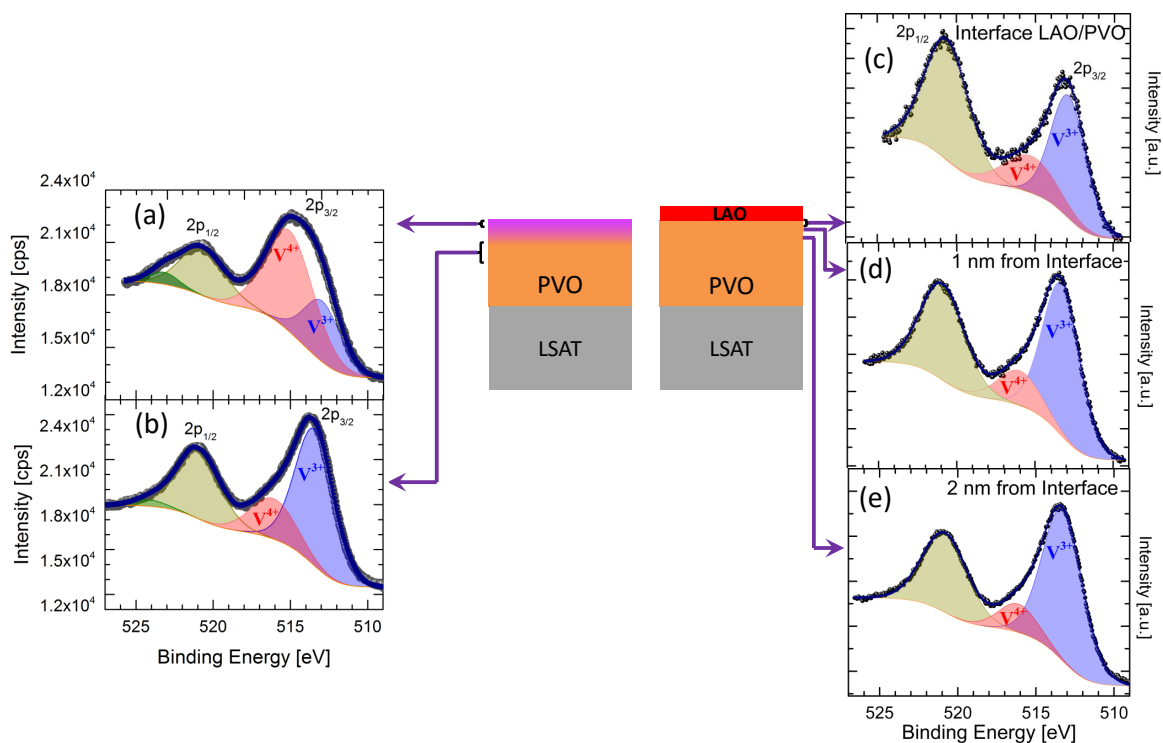 (a)
2p1/2
2p3/2
V4+
V3+
2.4x10^4
2.1x10^4
1.8x10^4
1.5x10^4
1.2x10^4
Intensity [cps]
(b)
2p1/2
2p3/2
V4+
V3+
2.4x10^4
2.1x10^4
1.8x10^4
1.5x10^4
1.2x10^4
Intensity [cps]
525 520 515 510
Binding Energy [eV]
PVO
LSAT
LAO
PVO
LSAT
(c)
2p1/2
Interface LAO/PVO
2p3/2
V4+
V3+
Intensity [a.u.]
(d)
1 nm from Interface
V4+
V3+
Intensity [a.u.]
(e)
2 nm from Interface
V4+
V3+
Intensity [a.u.]
525 520 515 510
Binding Energy [eV]